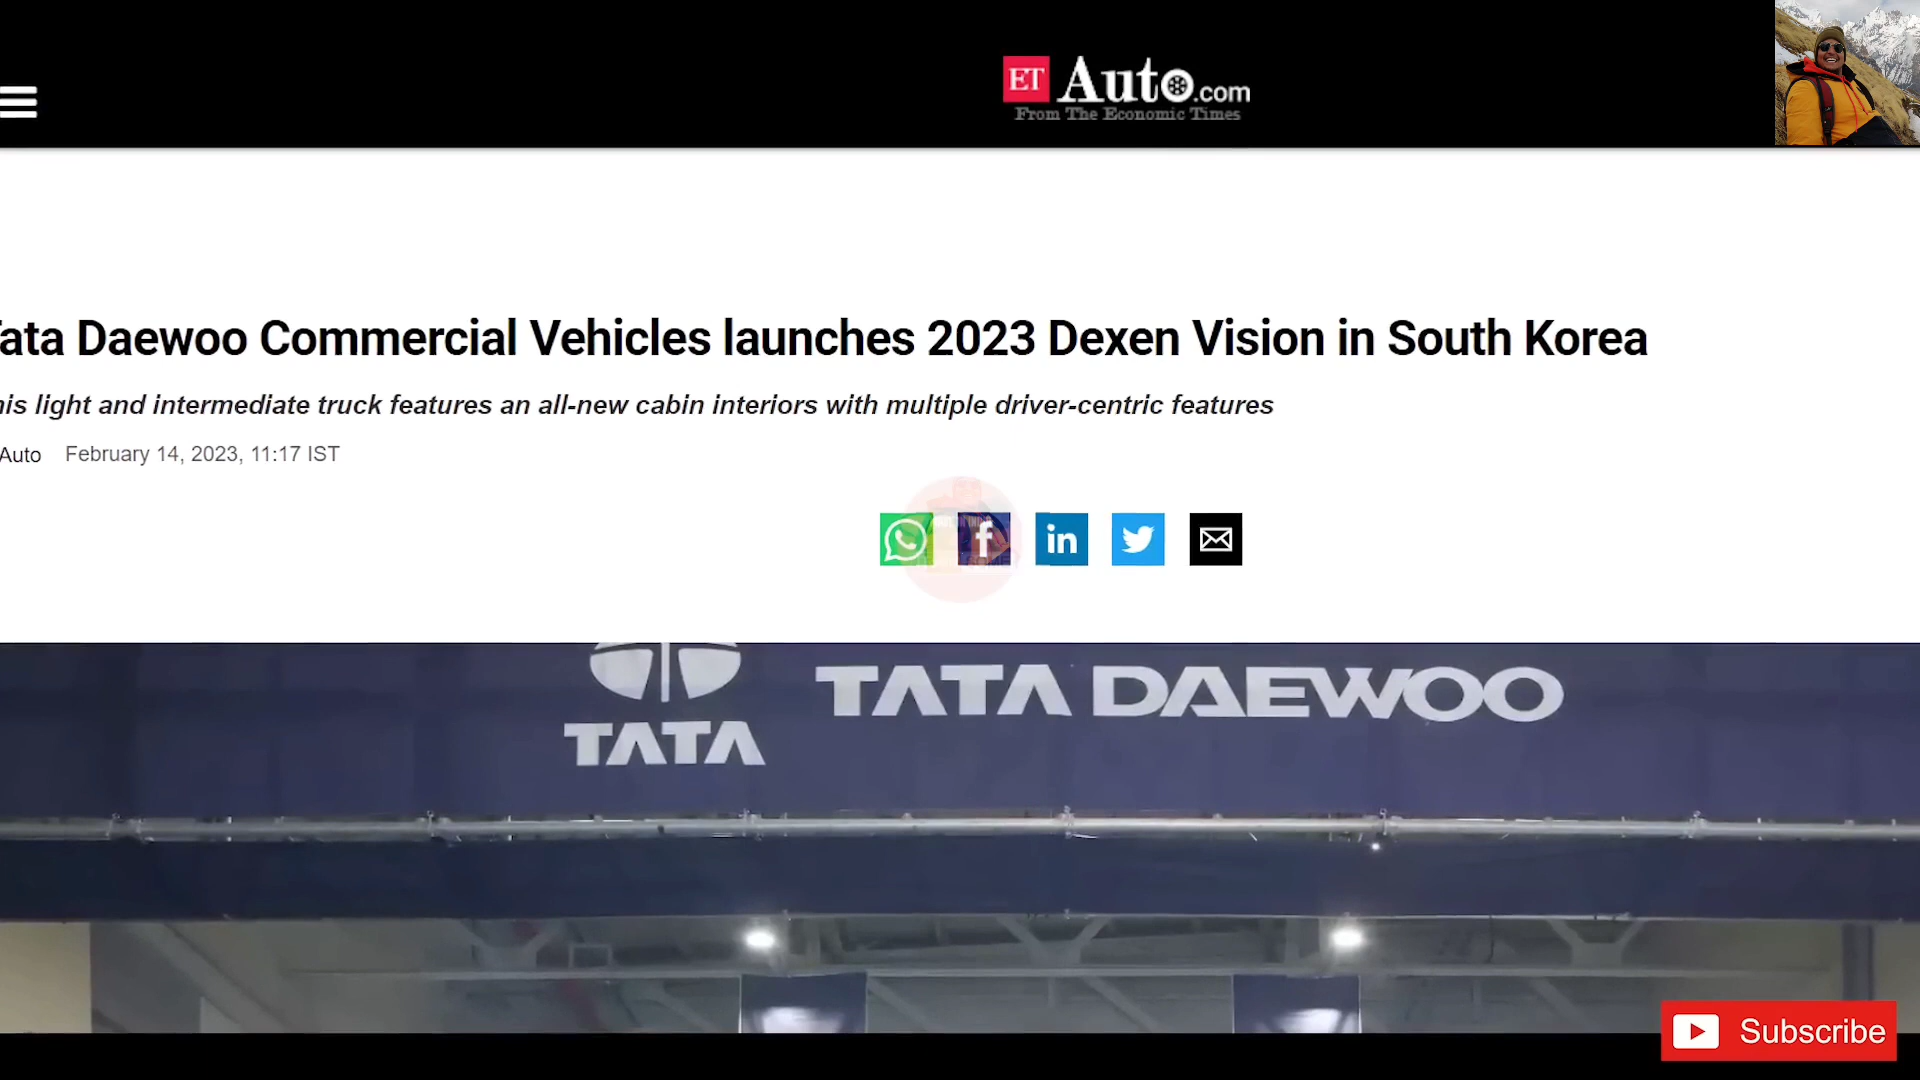 ET Auto.com
From The Economic Times
ata Daewoo Commercial Vehicles launches 2023 Dexen Vision in South Korea
his light and intermediate truck features an all-new cabin interiors with multiple driver-centric features
Auto February 14, 2023, 11:17 IST
f in
TATA DAEWOO
TATA
Subscribe